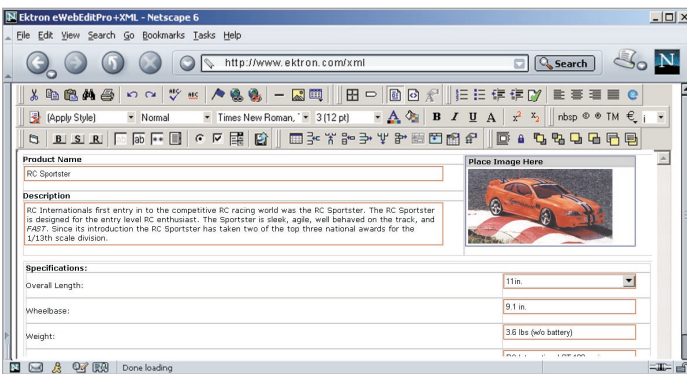 Ektron eWebEditPro+XML - Netscape 6
File Edit View Search Go Bookmarks Tasks Help
http://www.ektron.com/xml Search N
ABC ABC
(Apply Style) Normal Times New Roman, 3 (12 pt) A B I U A x² x₂ nbsp © ® TM € ¡
B S R ab **
Product Name
Place Image Here
RC Sportster
Description
RC Internationals first entry in to the competitive RC racing world was the RC Sportster. The RC Sportster
is designed for the entry level RC enthusiast. The Sportster is sleek, agile, well behaved on the track, and
FAST. Since its introduction the RC Sportster has taken two of the top three national awards for the
1/13th scale division.
Specifications:
Overall Length: 11in.
Wheelbase: 9.1 in.
Weight: 3.6 lbs (w/o battery)
Done loading